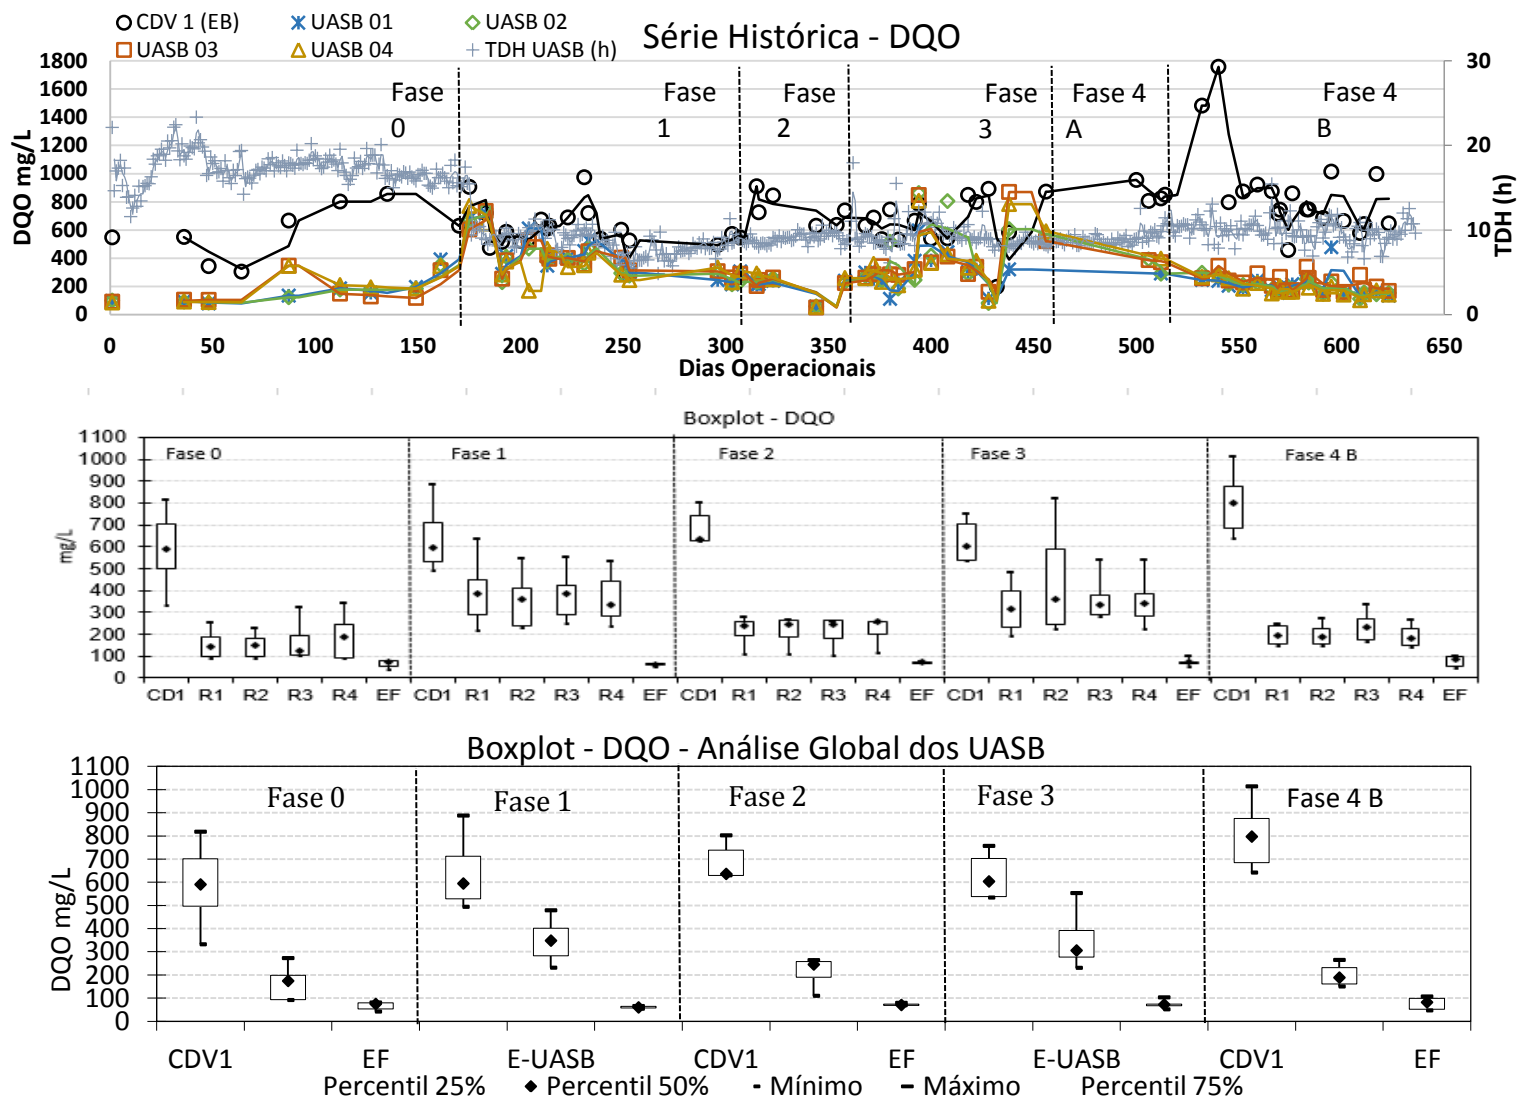 CDV 1 (EB) UASB 01 UASB 02
UASB 03 UASB 04 TDH UASB (h)
Série Histórica - DQO
1800 30
1600 25
1400
1200 20
1000 15
800
600 10
400 5
200
0 0
DQO mg/L
TDH (h)
Fase 0
Fase 1
Fase 2
Fase 3
Fase 4 A
Fase 4 B
0 50 100 150 200 250 300 350 400 450 500 550 600 650
Dias Operacionais
Boxplot - DQO
1100
1000
900
800
700
600
500
400
300
200
100
0
mg/L
Fase 0 Fase 1 Fase 2 Fase 3 Fase 4 B
CD1 R1 R2 R3 R4 EF CD1 R1 R2 R3 R4 EF CD1 R1 R2 R3 R4 EF CD1 R1 R2 R3 R4 EF CD1 R1 R2 R3 R4 EF
Boxplot - DQO - Análise Global dos UASB
1100
1000
900
800
700
600
500
400
300
200
100
0
DQO mg/L
Fase 0 Fase 1 Fase 2 Fase 3 Fase 4 B
CDV1 EF E-UASB CDV1 EF E-UASB CDV1 EF
Percentil 25% Percentil 50% Mínimo Máximo Percentil 75%